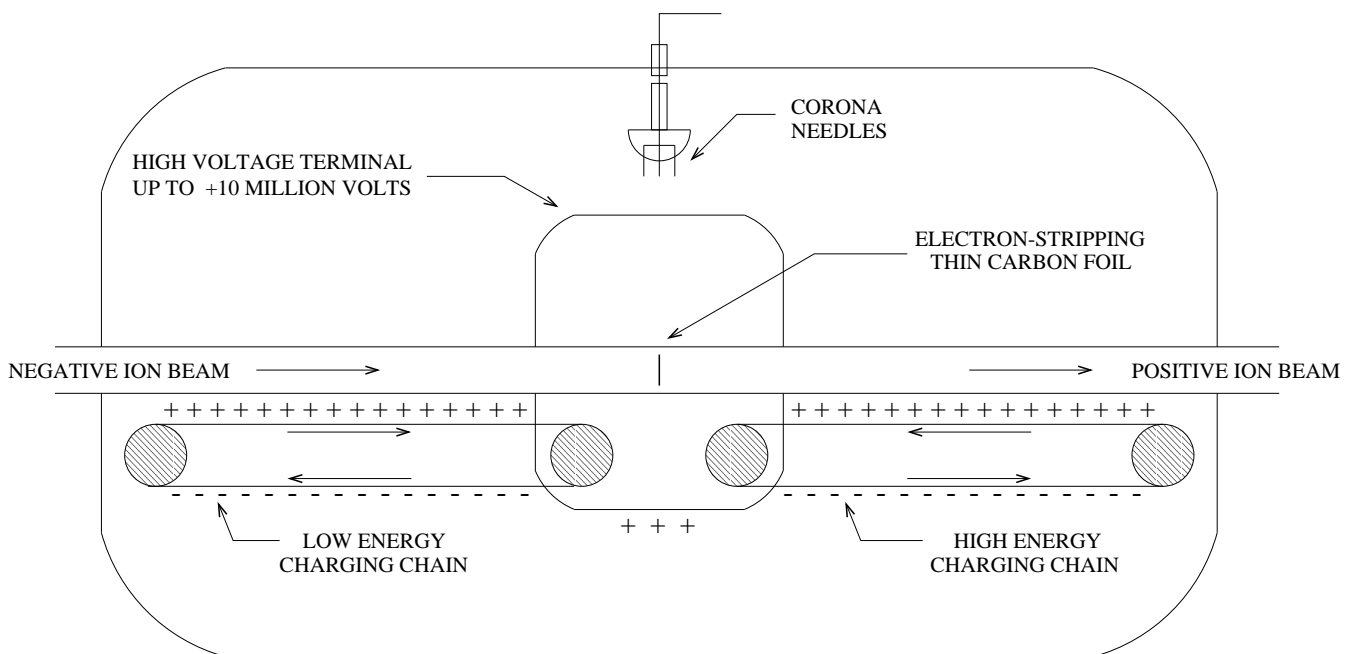 CORONA
NEEDLES
HIGH VOLTAGE TERMINAL
UP TO +10 MILLION VOLTS
ELECTRON-STRIPPING
THIN CARBON FOIL
NEGATIVE ION BEAM
POSITIVE ION BEAM
+ + + + + + + + + + + + + + + +
+ + + + + + + + + + + + + + + +
- - - - - - - - - - - - - - - -
- - - - - - - - - - - - - - - -
+ + +
LOW ENERGY
CHARGING CHAIN
HIGH ENERGY
CHARGING CHAIN